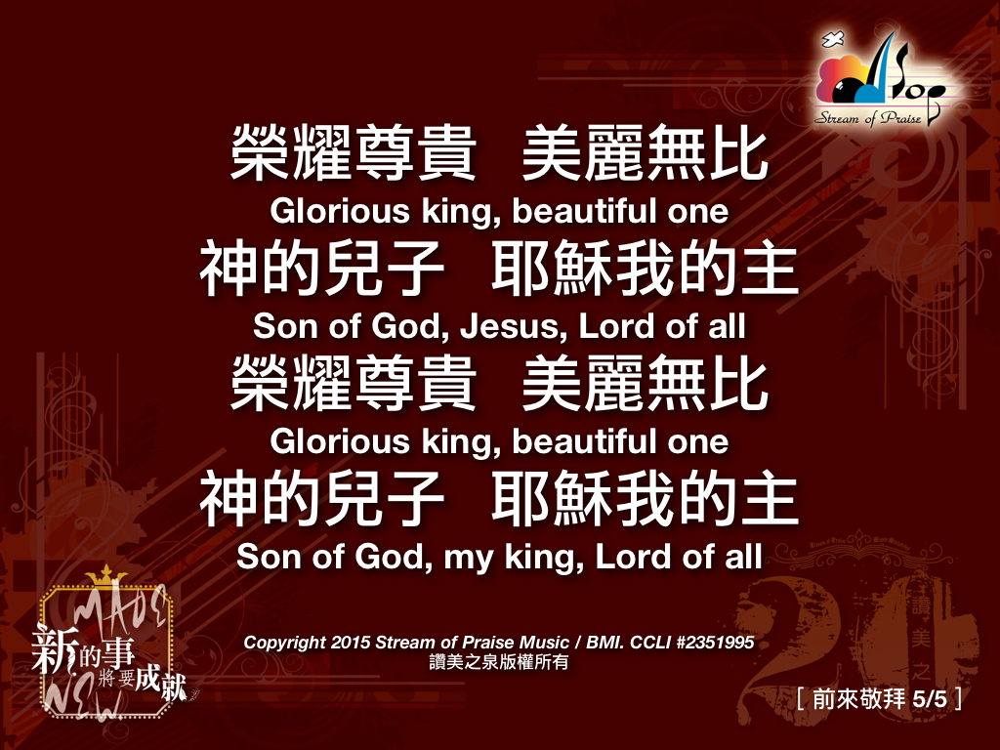 SOP
Stream of Praise
榮耀尊貴 美麗無比
Glorious king, beautiful one
神的兒子 耶穌我的主
Son of God, Jesus, Lord of all
榮耀尊貴 美麗無比
Glorious king, beautiful one
神的兒子 耶穌我的主
Son of God, my king, Lord of all
MADE
新的事
將要成就
NEW
Copyright 2015 Stream of Praise Music / BMI. CCLI #2351995
讚美之泉版權所有
20
讚美之
[ 前來敬拜 5/5 ]